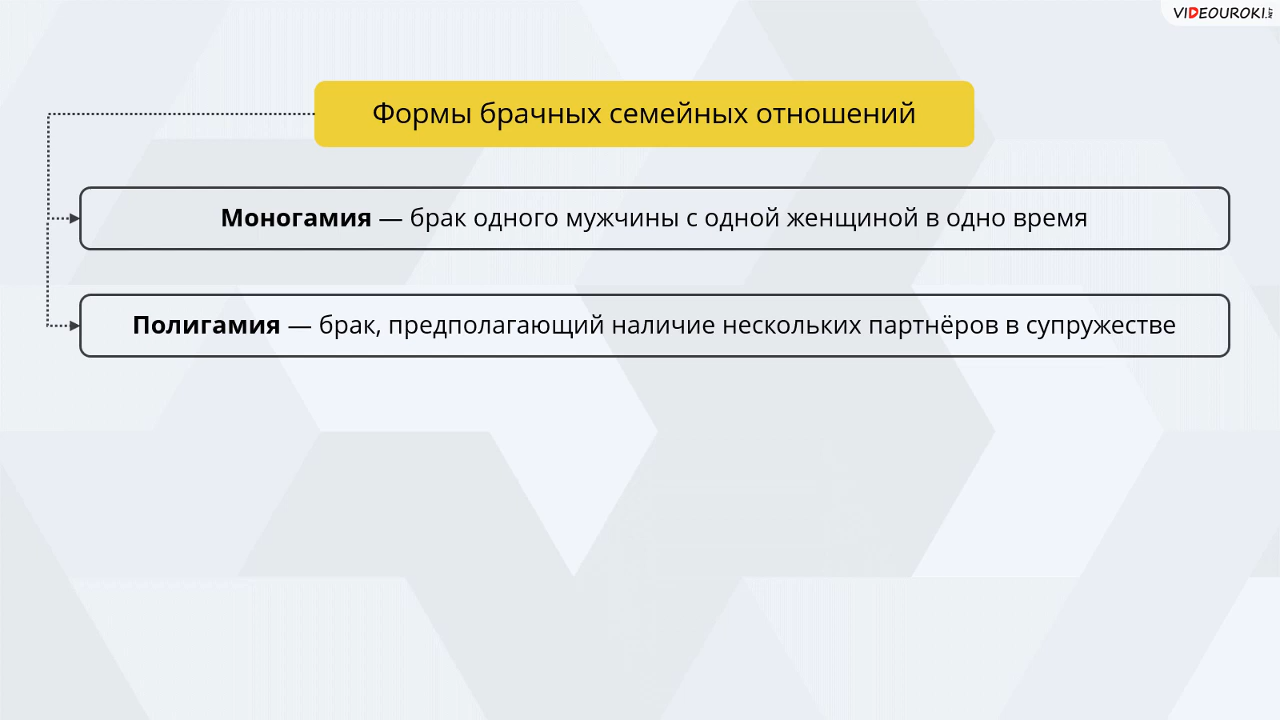 VIDEOUROKI.NET
Формы брачных семейных отношений
Моногамия — брак одного мужчины с одной женщиной в одно время
Полигамия — брак, предполагающий наличие нескольких партнёров в супружестве